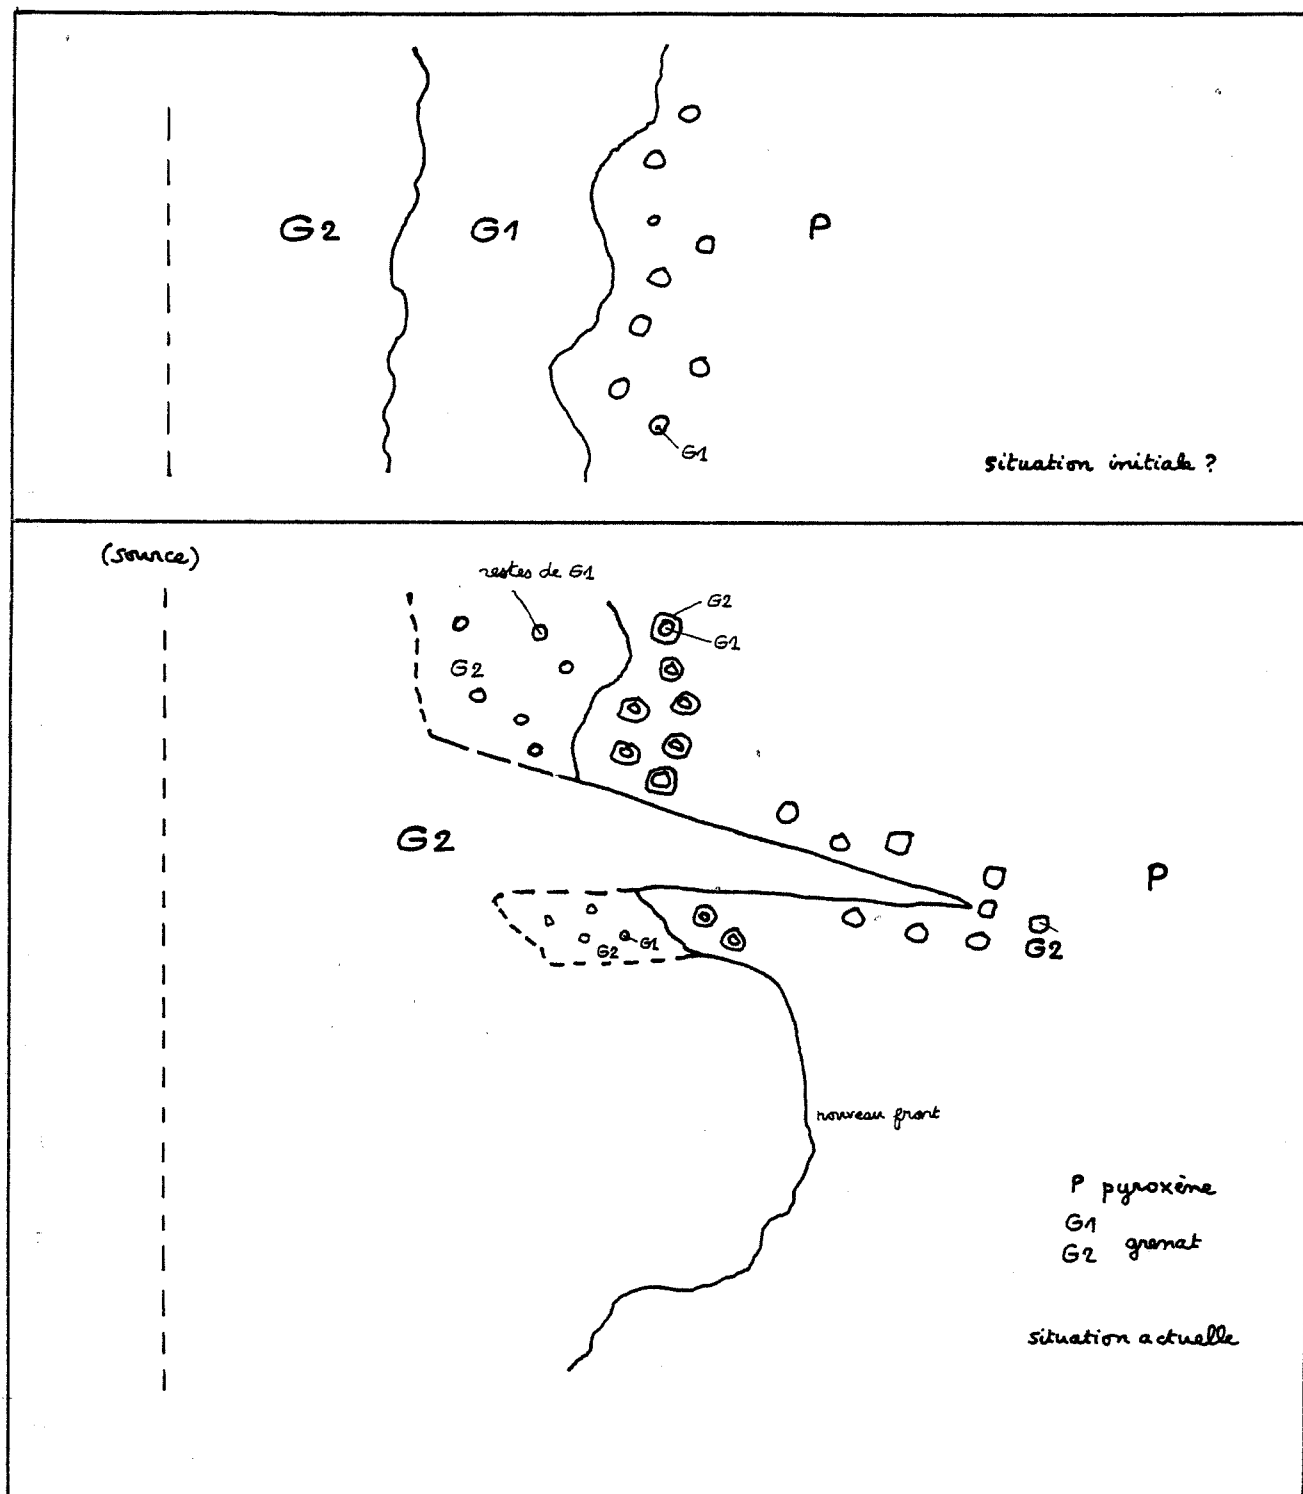 G2
G1
P
G1
situation initiale ?
(source)
restes de G1
G2
G1
G2
G2
P
G1
G2
G2
nouveau front
P pyroxène
G1
G2 grenat
situation actuelle